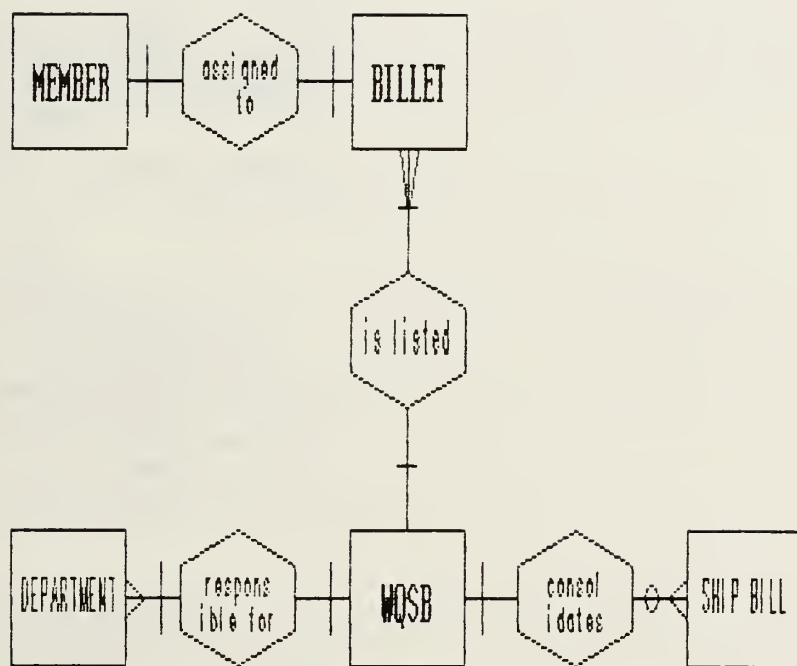 MEMBER
assigned
to
BILLET
is listed
DEPARTMENT
respons
ible for
WQSB
consol
idates
SHIP BILL